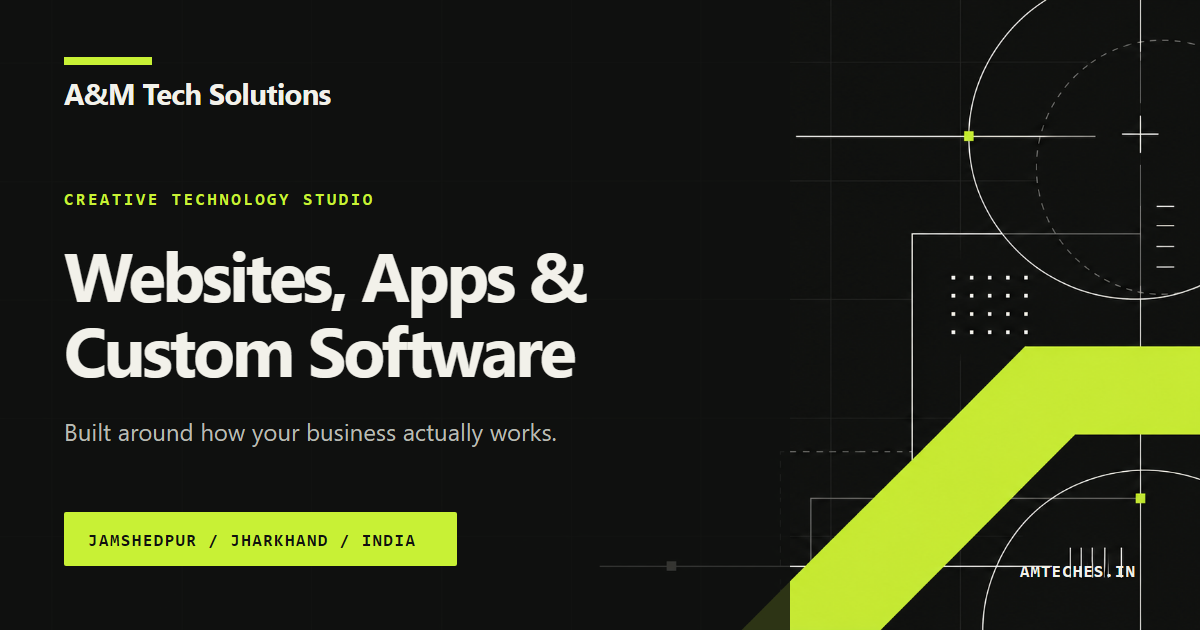 A&M Tech Solutions
CREATIVE TECHNOLOGY STUDIO
Websites, Apps &
Custom Software
Built around how your business actually works.
JAMSHEDPUR / JHARKHAND / INDIA
AMTECHES.IN